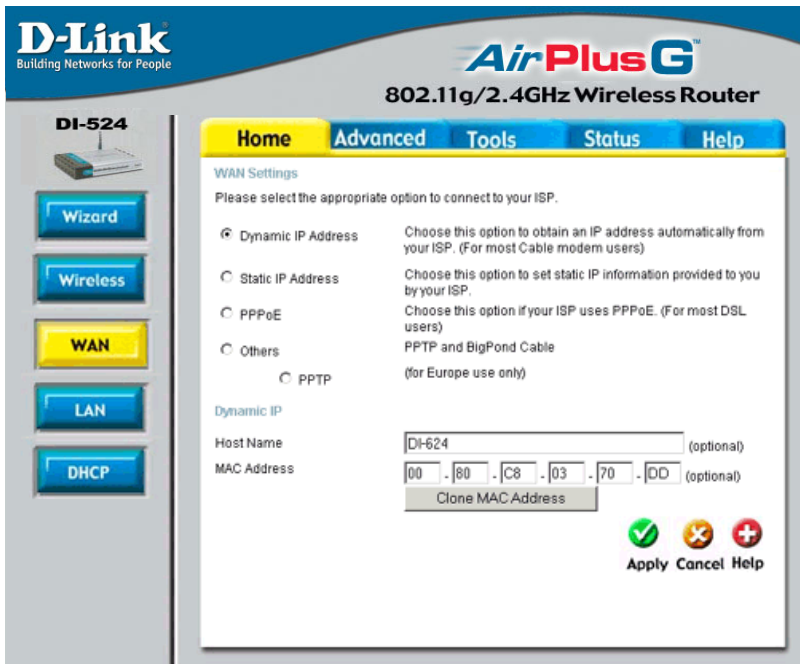 D-Link
Building Networks for People
AirPlus G™
802.11g/2.4GHz Wireless Router
DI-524
Home Advanced Tools Status Help
Wizard
Wireless
WAN
LAN
DHCP
WAN Settings
Please select the appropriate option to connect to your ISP.
Dynamic IP Address Choose this option to obtain an IP address automatically from
your ISP. (For most Cable modem users)
Static IP Address Choose this option to set static IP information provided to you
by your ISP.
PPPoE Choose this option if your ISP uses PPPoE. (For most DSL
users)
Others PPTP and BigPond Cable
PPTP (for Europe use only)
Dynamic IP
Host Name DI-624 (optional)
MAC Address 00 - 80 - C8 - 03 - 70 - DD (optional)
Clone MAC Address
Apply Cancel Help